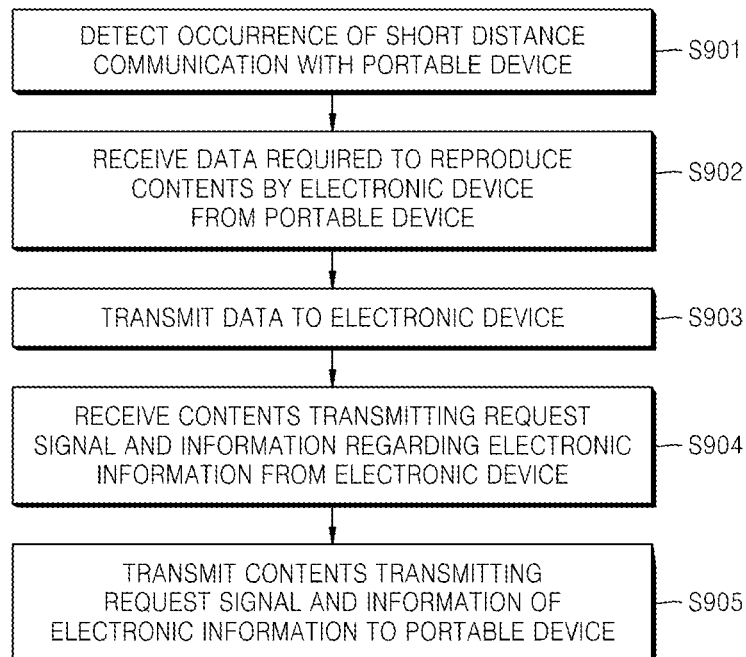 DETECT OCCURRENCE OF SHORT DISTANCE
COMMUNICATION WITH PORTABLE DEVICE
S901
RECEIVE DATA REQUIRED TO REPRODUCE
CONTENTS BY ELECTRONIC DEVICE
FROM PORTABLE DEVICE
S902
TRANSMIT DATA TO ELECTRONIC DEVICE
S903
RECEIVE CONTENTS TRANSMITTING REQUEST
SIGNAL AND INFORMATION REGARDING ELECTRONIC
INFORMATION FROM ELECTRONIC DEVICE
S904
TRANSMIT CONTENTS TRANSMITTING
REQUEST SIGNAL AND INFORMATION OF
ELECTRONIC INFORMATION TO PORTABLE DEVICE
S905